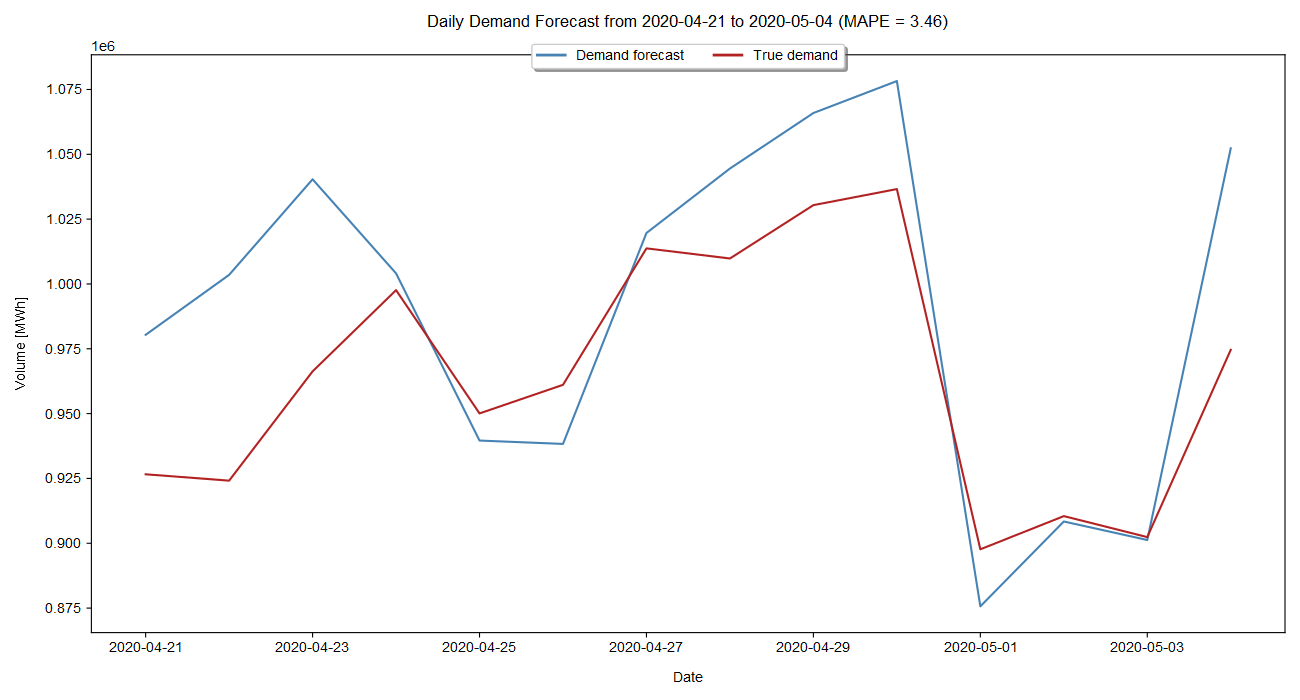 Daily Demand Forecast from 2020-04-21 to 2020-05-04 (MAPE = 3.46)
1e6
Demand forecast True demand
1.075
1.050
1.025
1.000
0.975
0.950
0.925
0.900
0.875
Volume [MWh]
2020-04-21 2020-04-23 2020-04-25 2020-04-27 2020-04-29 2020-05-01 2020-05-03
Date